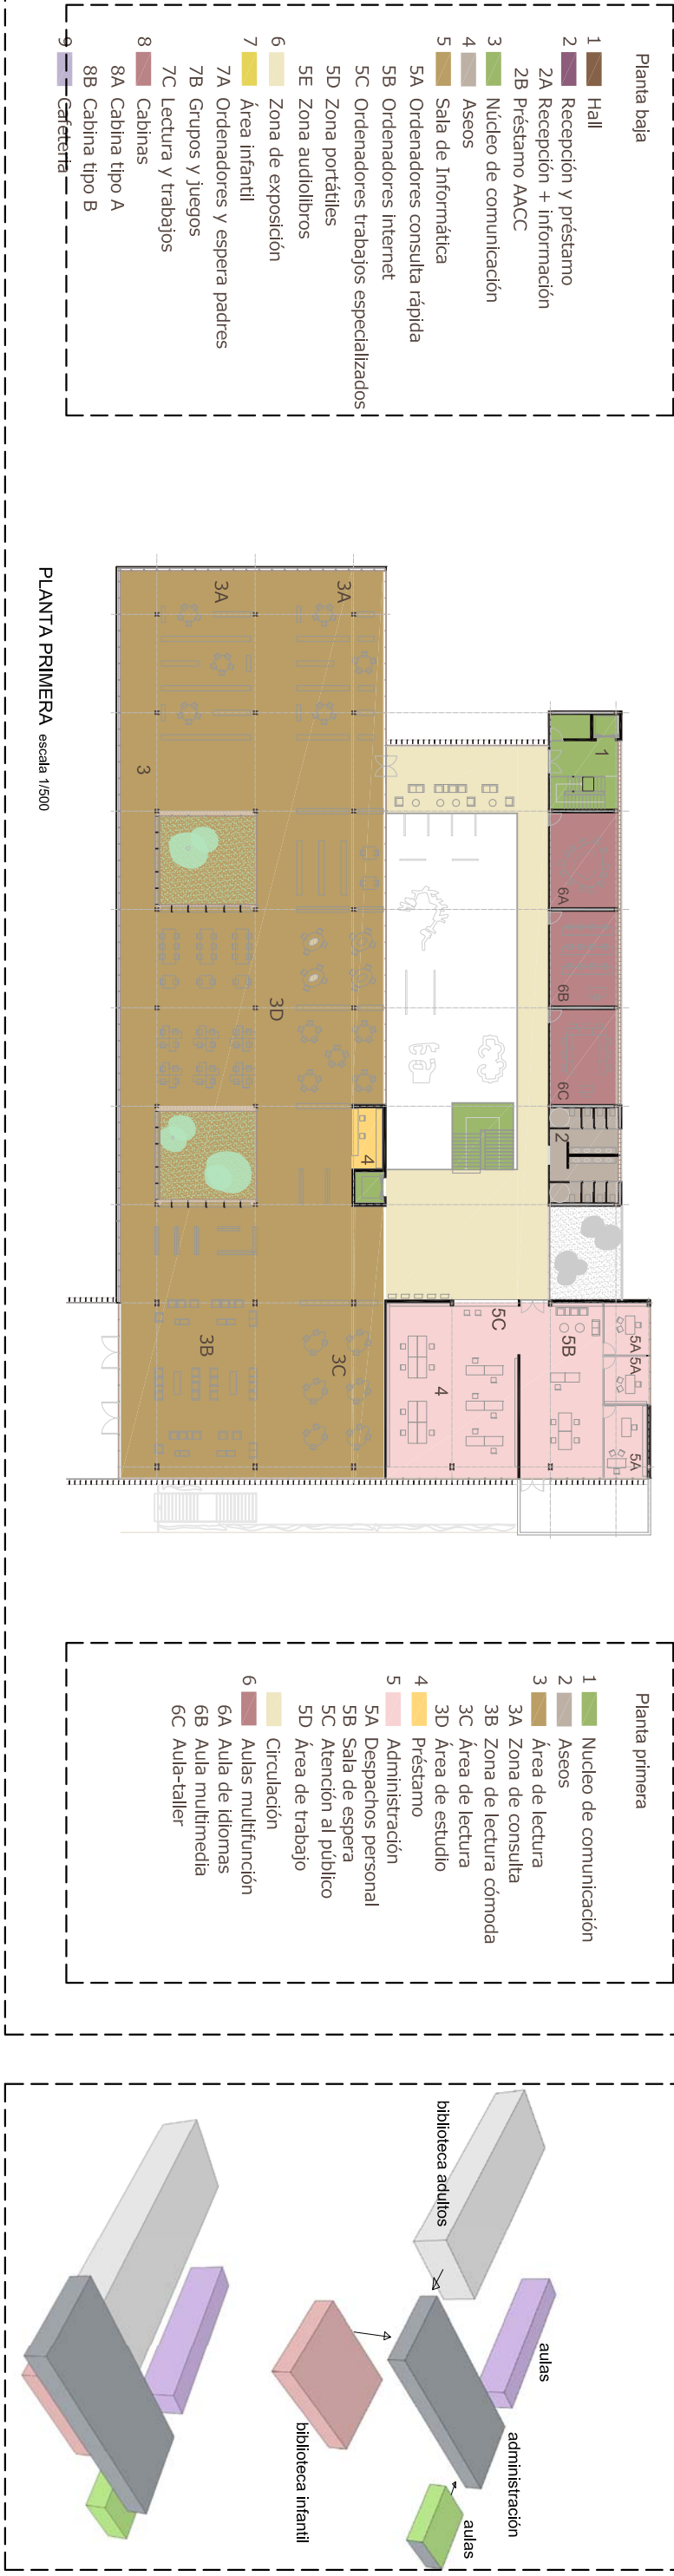 Planta baja
1 Hall
2 Recepción y préstamo
2A Recepción + información
2B Préstamo AACC
3 Núcleo de comunicación
4 Aseos
5 Sala de Informática
5A Ordenadores consulta rápida
5B Ordenadores internet
5C Ordenadores trabajos especializados
5D Zona portátiles
5E Zona audiolibros
6 Zona de exposición
7 Área infantil
7A Ordenadores y espera padres
7B Grupos y juegos
7C Lectura y trabajos
8 Cabinas
8A Cabina tipo A
8B Cabina tipo B
9 Cafeteria
1
6A
6B
6C
2
5A
5A
5A
5B
5C
4
4
3A
3A
3D
3C
3B
3
PLANTA PRIMERA escala 1/500
Planta primera
1 Nucleo de comunicación
2 Aseos
3 Área de lectura
3A Zona de consulta
3B Zona de lectura cómoda
3C Área de lectura
3D Área de estudio
4 Préstamo
5 Administración
5A Despachos personal
5B Sala de espera
5C Atención al público
5D Área de trabajo
Circulación
6 Aulas multifunción
6A Aula de idiomas
6B Aula multimedia
6C Aula-taller
biblioteca adultos
aulas
administración
aulas
biblioteca infantil